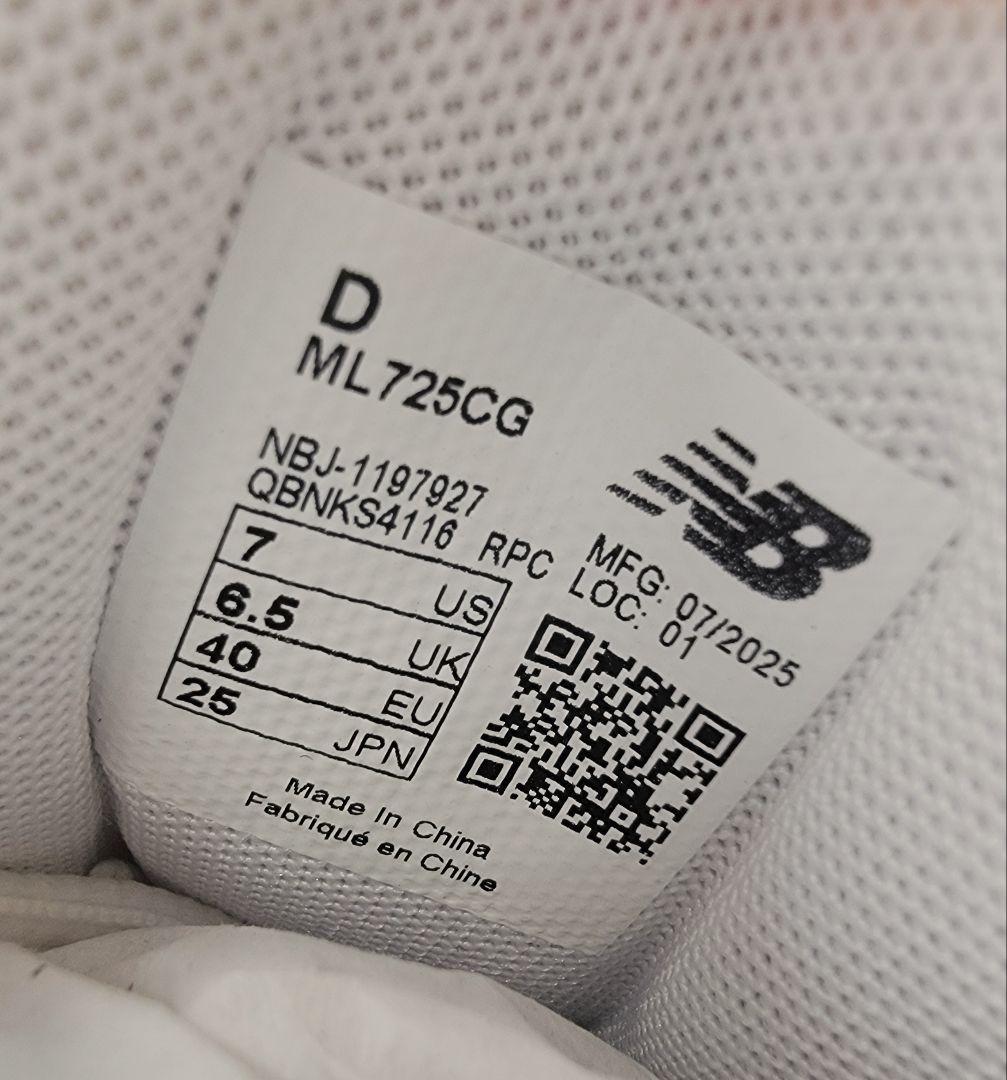 D
ML725CG
NBJ-1197927
QBNKS4116 RPC
7 US
6.5 UK
40 EU
25 JPN
NB
MFG: 07/2025
LOC: 01
Made In China
Fabriqué en Chine